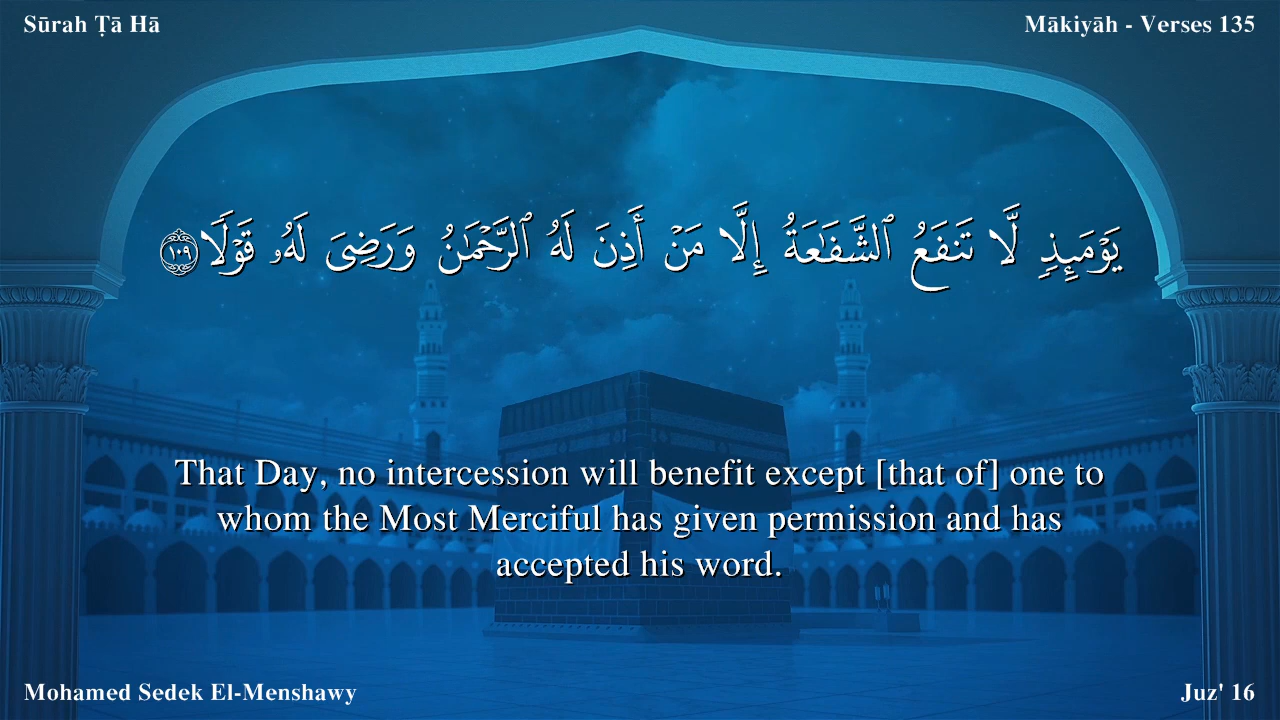 Sūrah Ṭā Hā
Mākiyāh - Verses 135
يَوْمَئِذٍ لَّا تَنفَعُ ٱلشَّفَـٰعَةُ إِلَّا مَنْ أَذِنَ لَهُ ٱلرَّحْمَـٰنُ وَرَضِىَ لَهُۥ قَوْلًا ١٠٩
That Day, no intercession will benefit except [that of] one to
whom the Most Merciful has given permission and has
accepted his word.
Mohamed Sedek El-Menshawy
Juz' 16